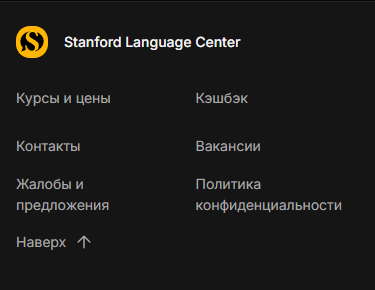 Stanford Language Center
Курсы и цены
Кэшбэк
Контакты
Вакансии
Жалобы и
предложения
Политика
конфиденциальности
Наверх